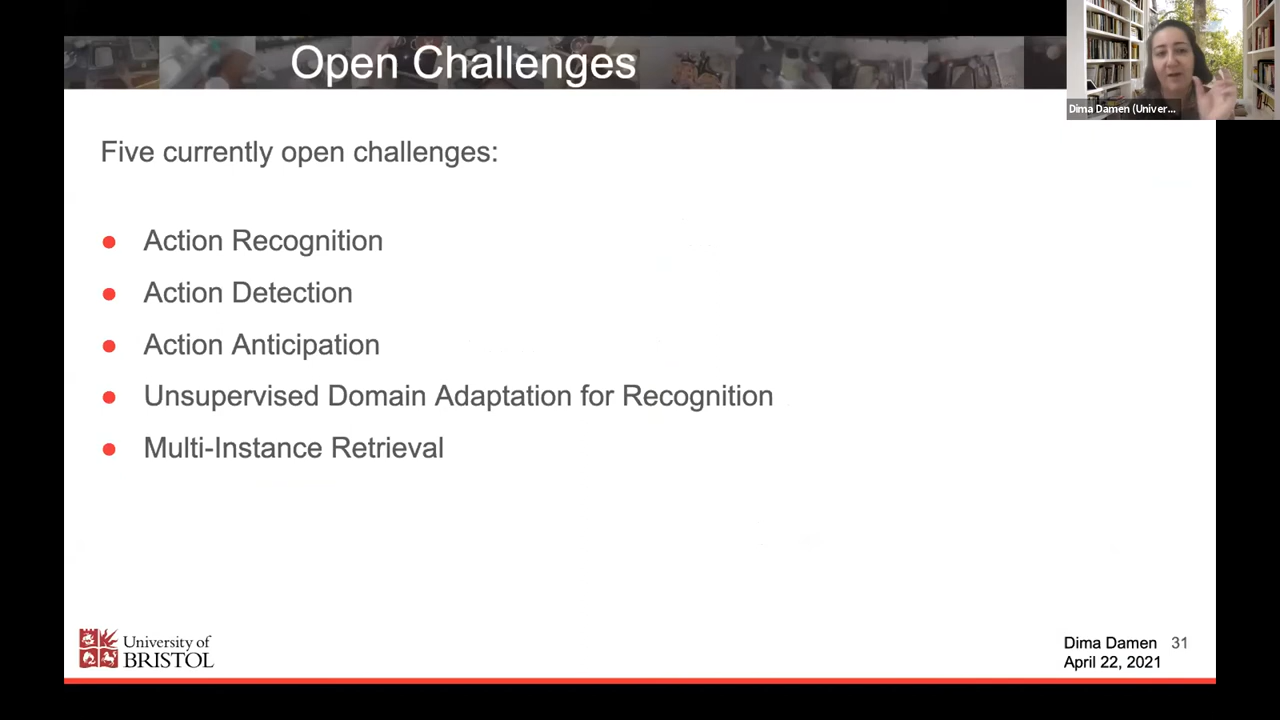 Open Challenges
Dima Damen (Univer...
Five currently open challenges:
● Action Recognition
● Action Detection
● Action Anticipation
● Unsupervised Domain Adaptation for Recognition
● Multi-Instance Retrieval
University of
BRISTOL
Dima Damen 31
April 22, 2021